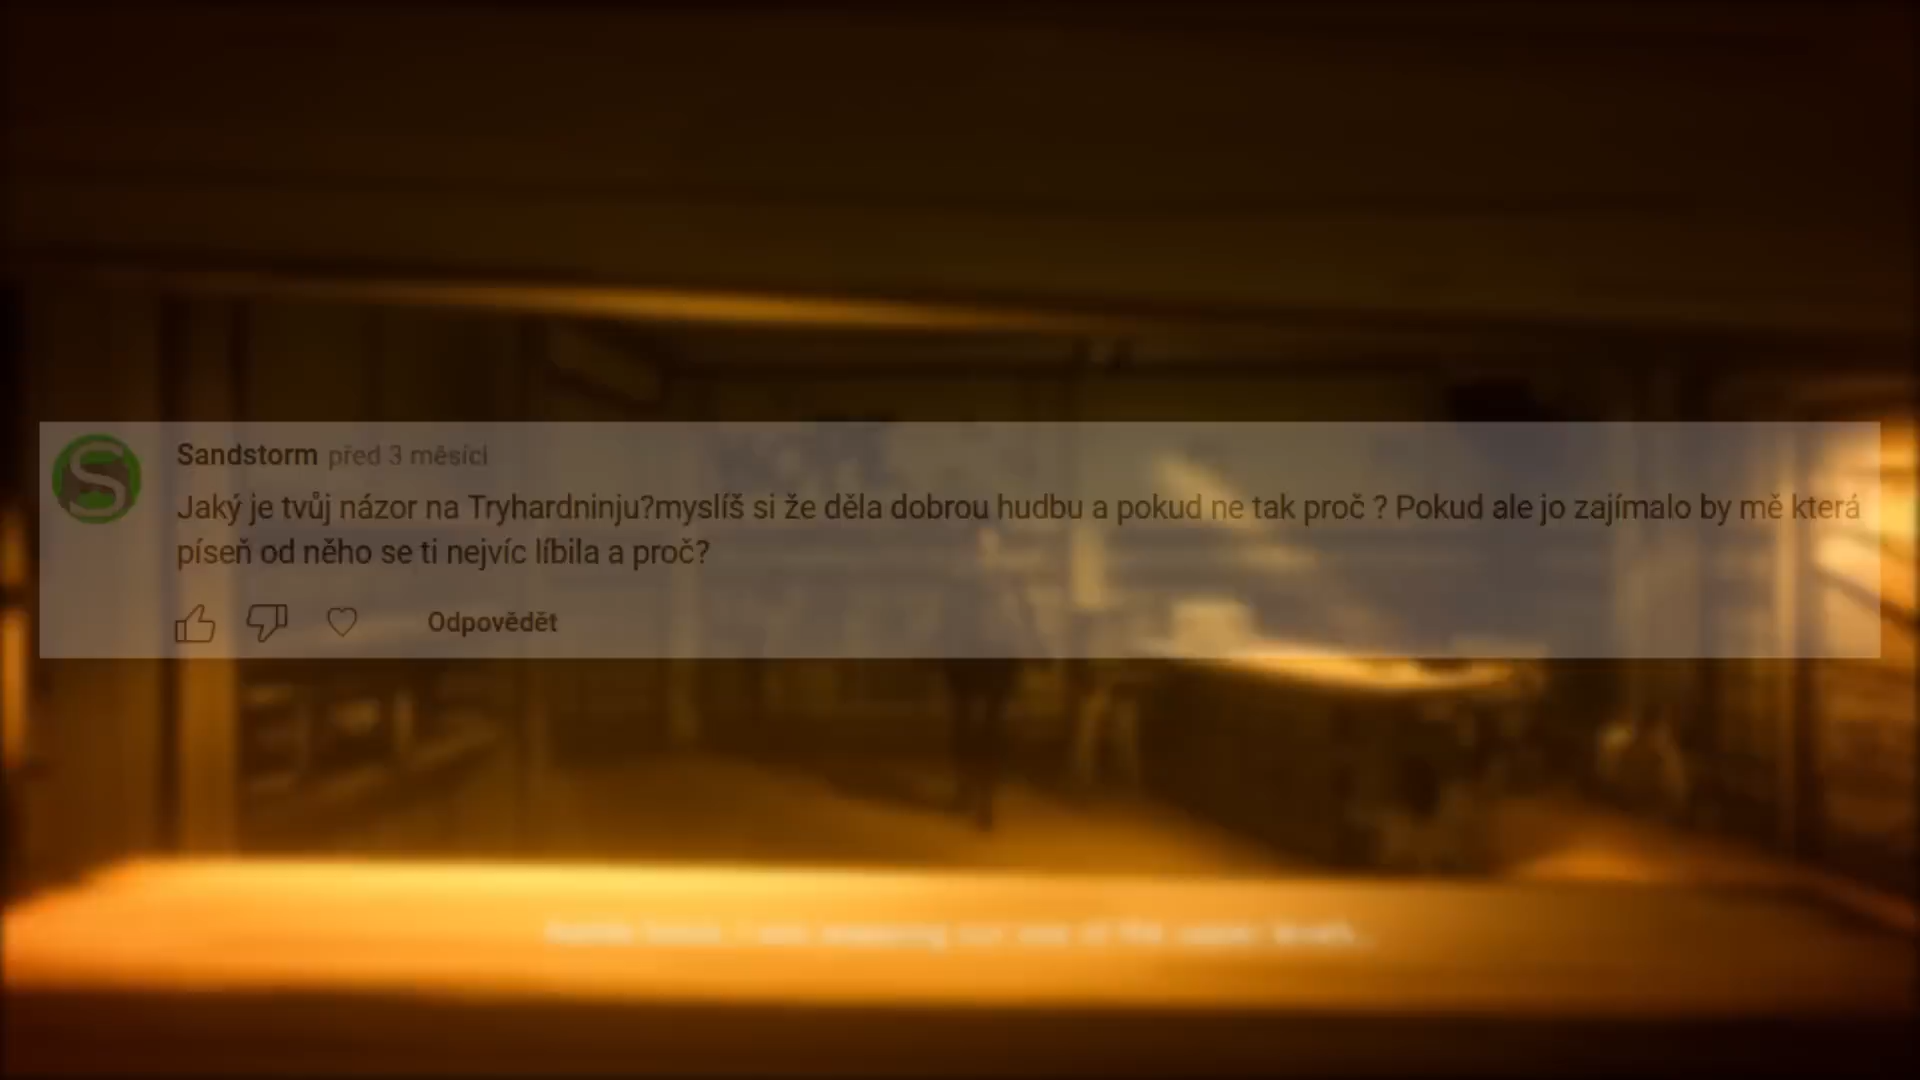 Sandstorm před 3 měsíci
Jaký je tvůj názor na Tryhardninju?myslíš si že děla dobrou hudbu a pokud ne tak proč ? Pokud ale jo zajímalo by mě která
píseň od něho se ti nejvíc líbila a proč?
Odpovědět